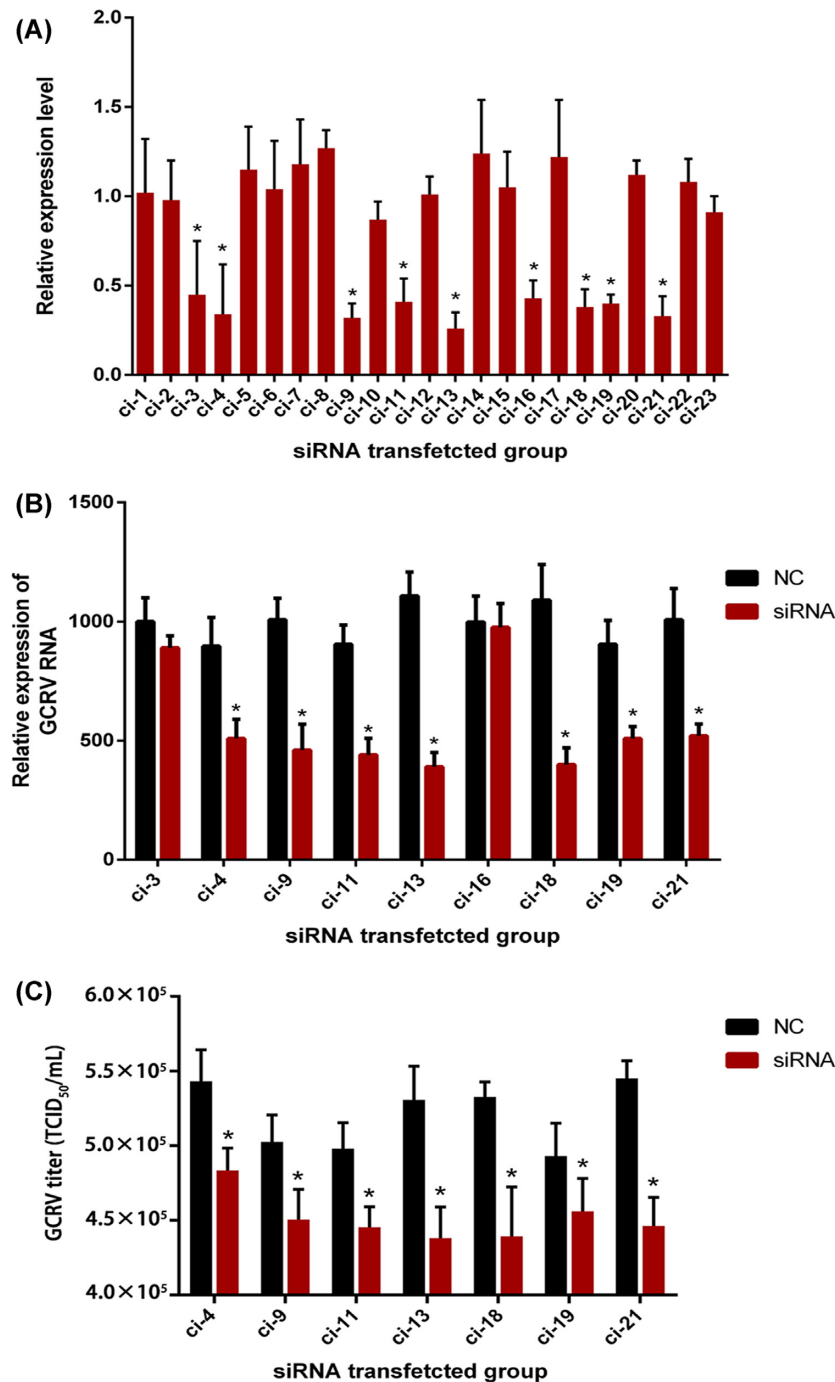 (A)
Relative expression level
2.0
1.5
1.0
0.5
0.0
ci-1 ci-2 ci-3 ci-4 ci-5 ci-6 ci-7 ci-8 ci-9 ci-10 ci-11 ci-12 ci-13 ci-14 ci-15 ci-16 ci-17 ci-18 ci-19 ci-20 ci-21 ci-22 ci-23
* * * * * * * * *
siRNA transfetcted group
(B)
Relative expression of
GCRV RNA
1500
1000
500
0
NC
siRNA
* * * * * * *
ci-3 ci-4 ci-9 ci-11 ci-13 ci-16 ci-18 ci-19 ci-21
siRNA transfetcted group
(C)
GCRV titer (TCID₅₀/mL)
6.0×10⁵
5.5×10⁵
5.0×10⁵
4.5×10⁵
4.0×10⁵
NC
siRNA
* * * * * * *
ci-4 ci-9 ci-11 ci-13 ci-18 ci-19 ci-21
siRNA transfetcted group